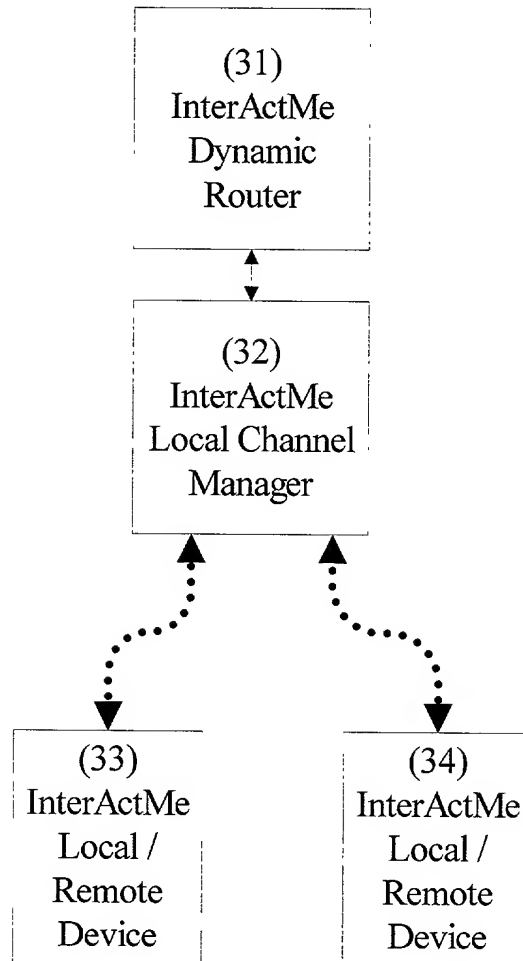 (31)
InterActMe
Dynamic
Router
(32)
InterActMe
Local Channel
Manager
(33)
InterActMe
Local /
Remote
Device
(34)
InterActMe
Local /
Remote
Device